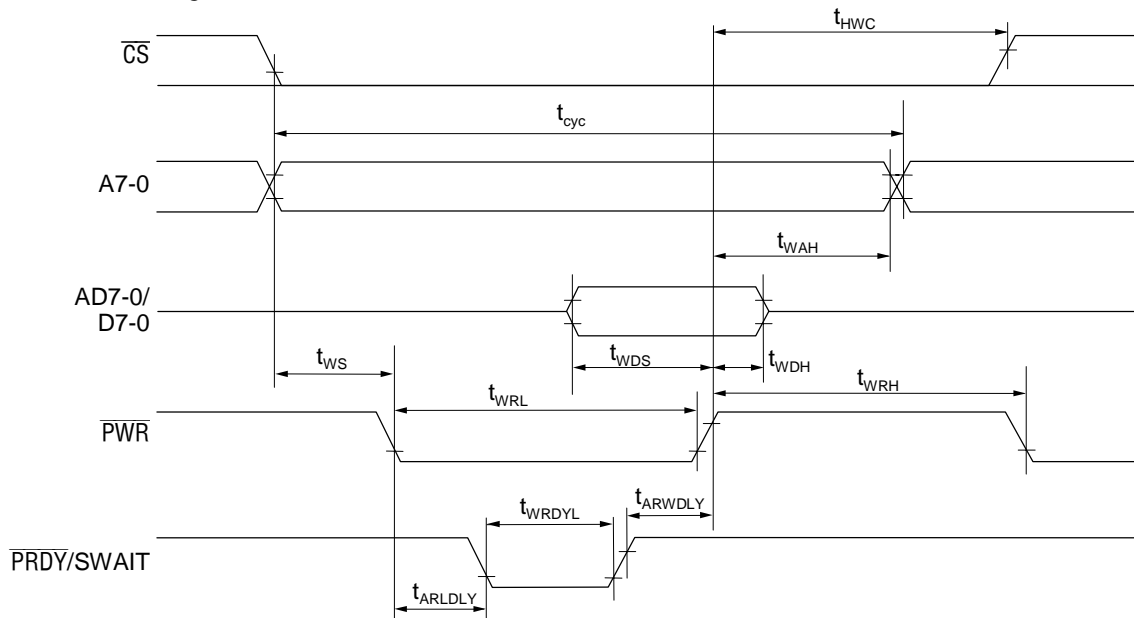 t_HWC
CS
t_cyc
A7-0
t_WAH
AD7-0/
D7-0
t_WS
t_WDS
t_WDH
t_WRL
t_WRH
PWR
t_WRDYL
t_ARWDLY
PRDY/SWAIT
t_ARLDLY